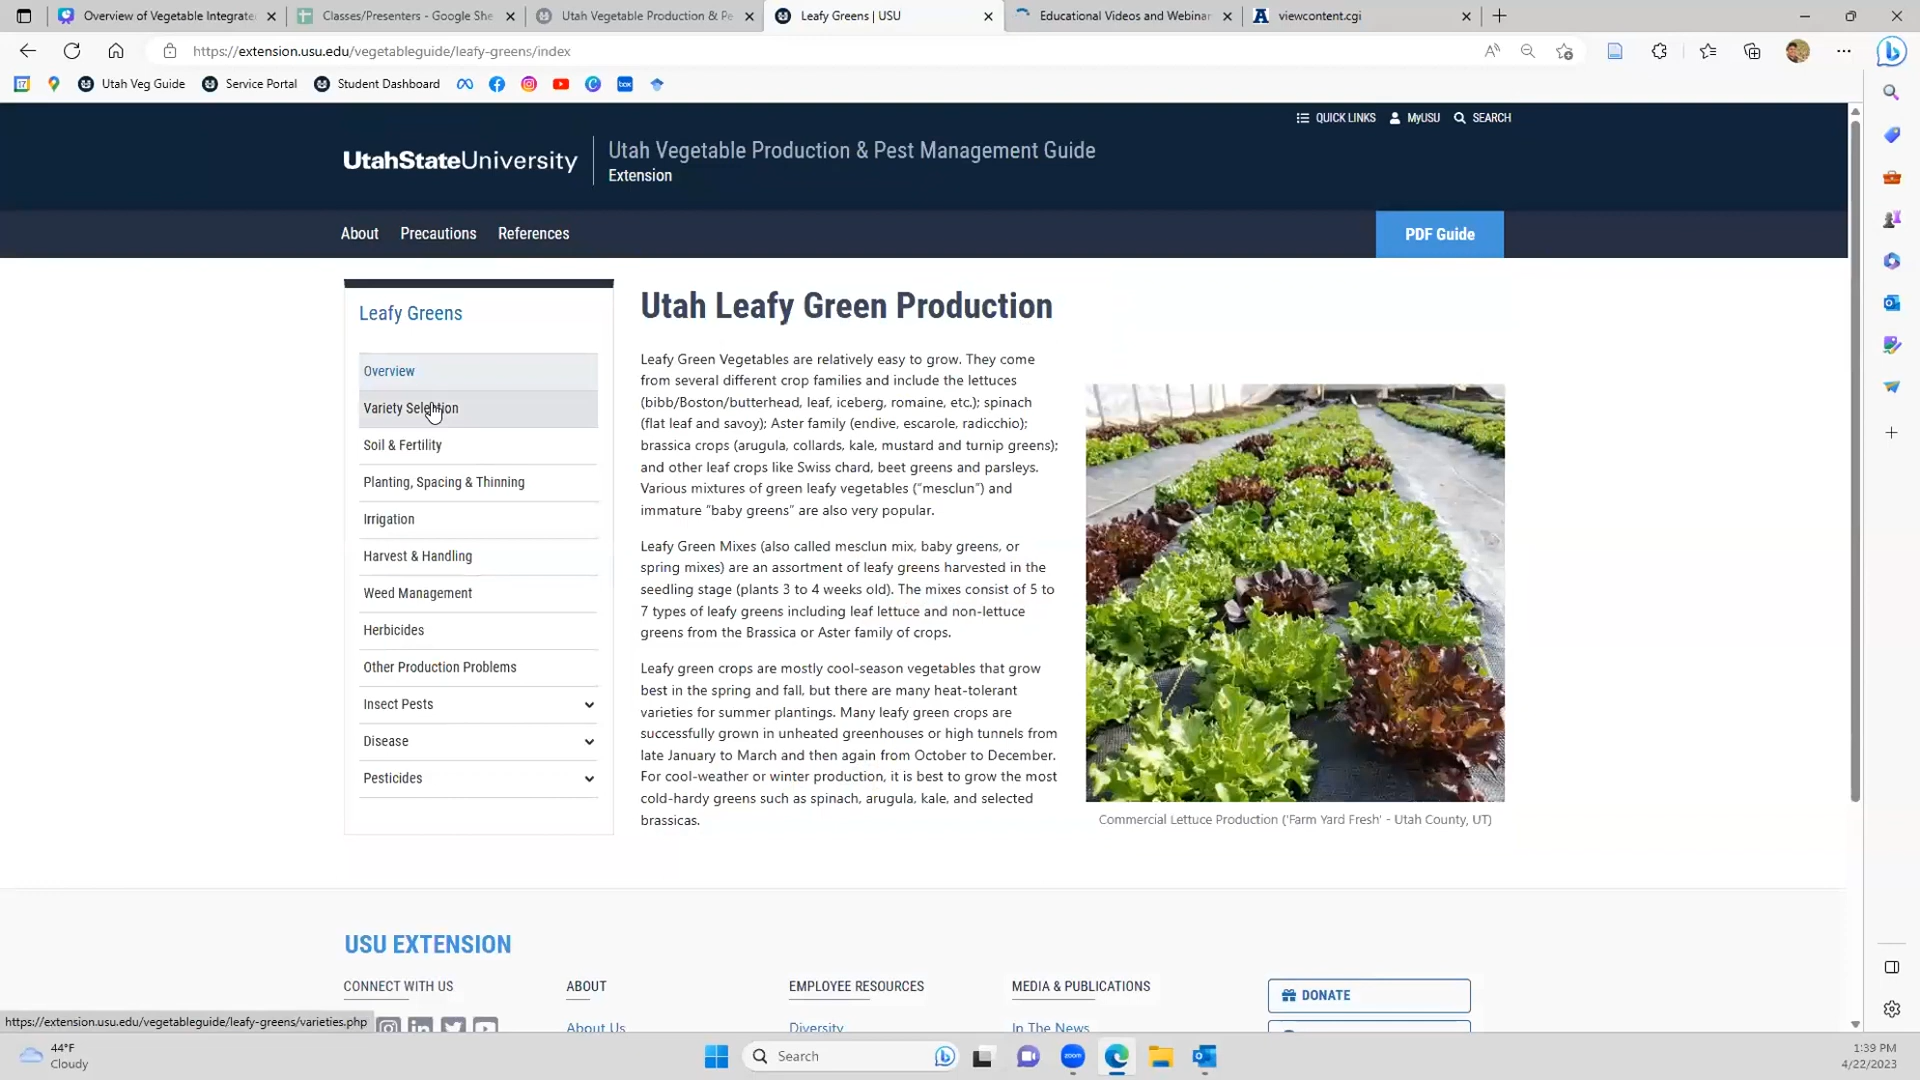 Overview of Vegetable Integrate
Classes/Presenters - Google She
Utah Vegetable Production & Pe
Leafy Greens | USU
Educational Videos and Webinar
viewcontent.cgi
https://extension.usu.edu/vegetableguide/leafy-greens/index
Utah Veg Guide
Service Portal
Student Dashboard
QUICK LINKS
MyUSU
SEARCH
UtahStateUniversity
Utah Vegetable Production & Pest Management Guide
Extension
About
Precautions
References
PDF Guide
Leafy Greens
Overview
Variety Selection
Soil & Fertility
Planting, Spacing & Thinning
Irrigation
Harvest & Handling
Weed Management
Herbicides
Other Production Problems
Insect Pests
Disease
Pesticides
Utah Leafy Green Production
Leafy Green Vegetables are relatively easy to grow. They come
from several different crop families and include the lettuces
(bibb/Boston/butterhead, leaf, iceberg, romaine, etc.); spinach
(flat leaf and savoy); Aster family (endive, escarole, radicchio);
brassica crops (arugula, collards, kale, mustard and turnip greens);
and other leaf crops like Swiss chard, beet greens and parsleys.
Various mixtures of green leafy vegetables (“mesclun”) and
immature “baby greens” are also very popular.
Leafy Green Mixes (also called mesclun mix, baby greens, or
spring mixes) are an assortment of leafy greens harvested in the
seedling stage (plants 3 to 4 weeks old). The mixes consist of 5 to
7 types of leafy greens including leaf lettuce and non-lettuce
greens from the Brassica or Aster family of crops.
Leafy green crops are mostly cool-season vegetables that grow
best in the spring and fall, but there are many heat-tolerant
varieties for summer plantings. Many leafy green crops are
successfully grown in unheated greenhouses or high tunnels from
late January to March and then again from October to December.
For cool-weather or winter production, it is best to grow the most
cold-hardy greens such as spinach, arugula, kale, and selected
brassicas.
Commercial Lettuce Production ('Farm Yard Fresh' - Utah County, UT)
USU EXTENSION
CONNECT WITH US
ABOUT
About Us
EMPLOYEE RESOURCES
Diversity
MEDIA & PUBLICATIONS
In The News
DONATE
https://extension.usu.edu/vegetableguide/leafy-greens/varieties.php
44°F
Cloudy
Search
zoom
1:39 PM
4/22/2023